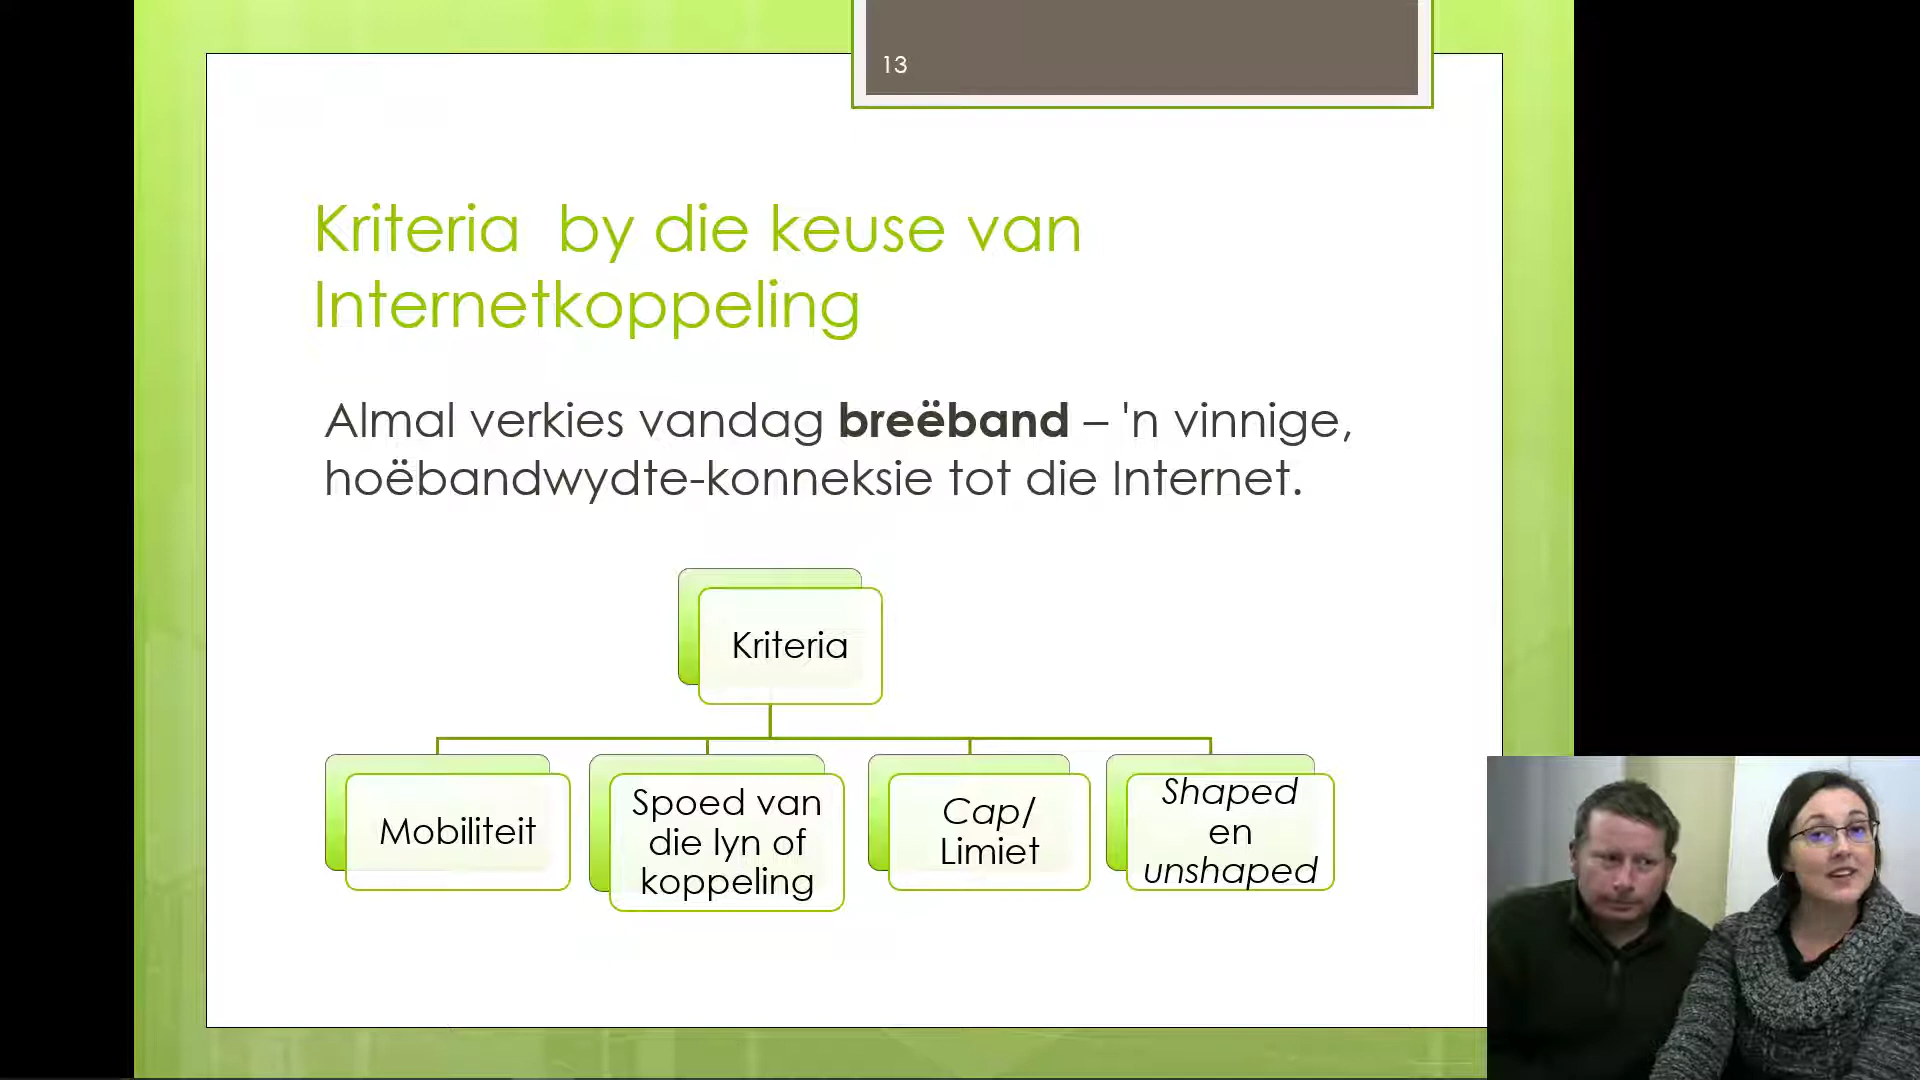 13
Kriteria by die keuse van
Internetkoppeling
Almal verkies vandag breëband – 'n vinnige,
hoëbandwydte-konneksie tot die Internet.
Kriteria
Mobiliteit
Spoed van
die lyn of
koppeling
Cap/
Limiet
Shaped
en
unshaped